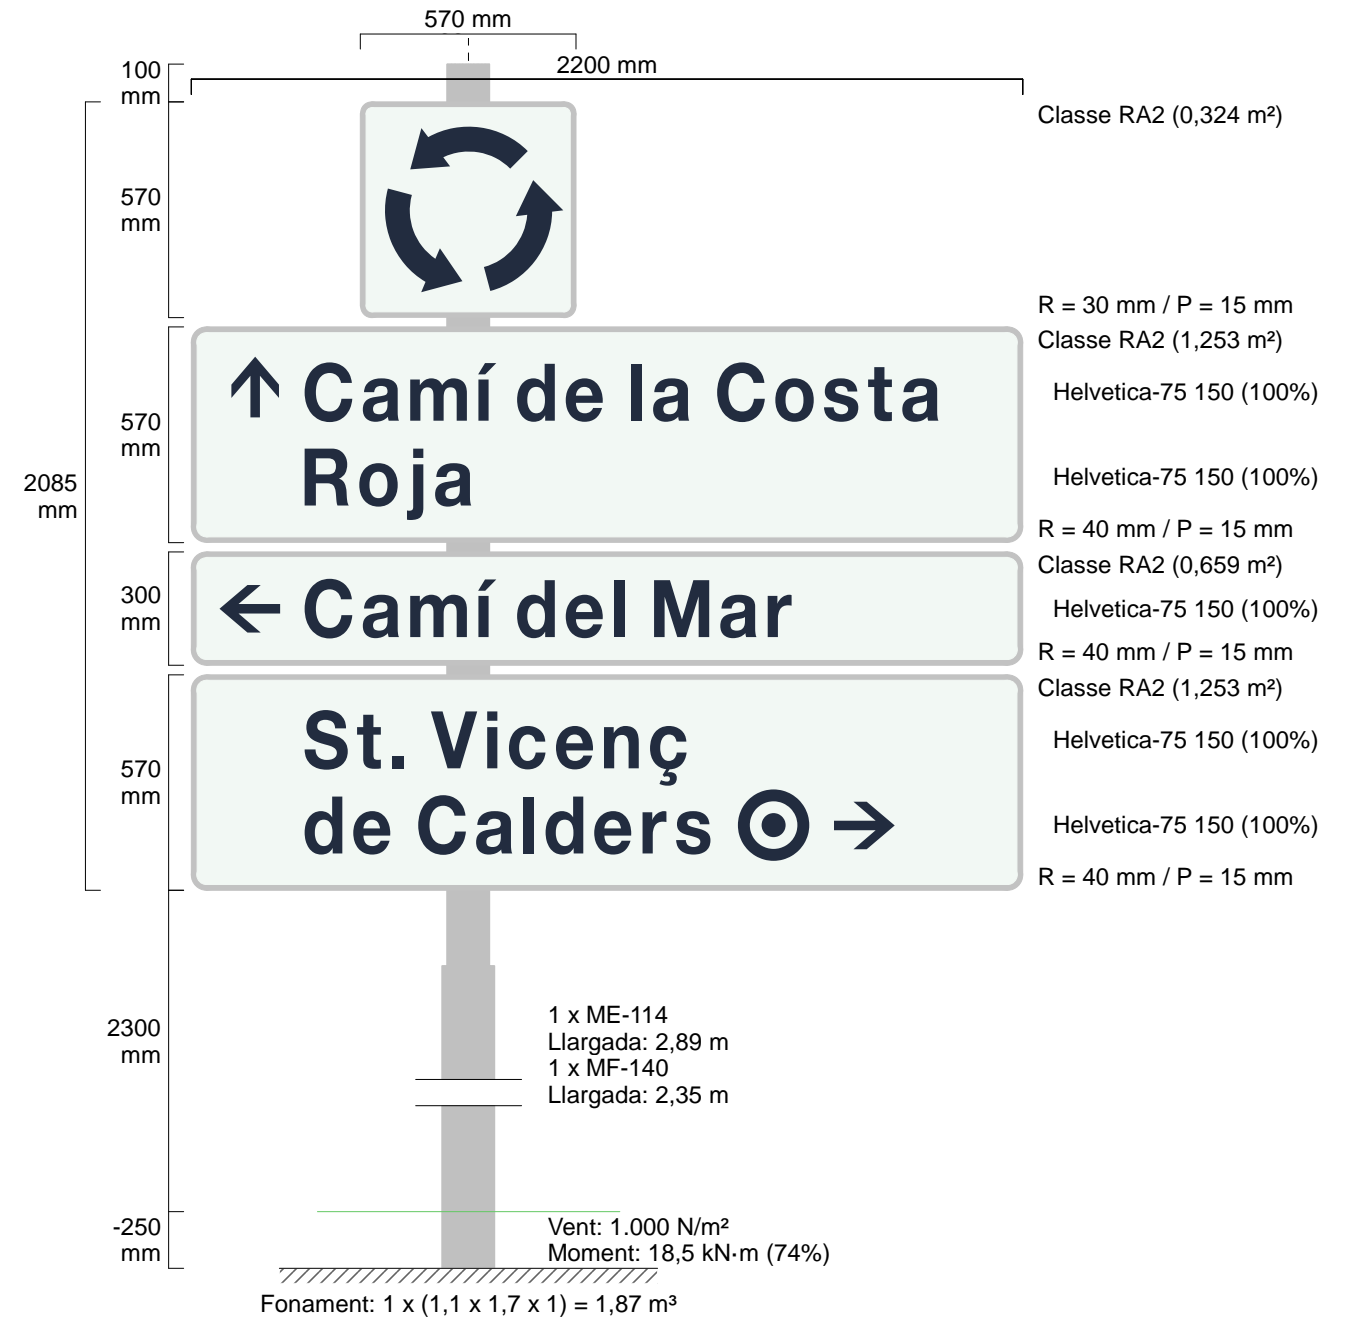 570 mm
2200 mm
100
mm
Classe RA2 (0,324 m²)
570
mm
R = 30 mm / P = 15 mm
Classe RA2 (1,253 m²)
Camí de la Costa
Helvetica-75 150 (100%)
570
mm
Roja
Helvetica-75 150 (100%)
2085
mm
R = 40 mm / P = 15 mm
Classe RA2 (0,659 m²)
300
mm
Camí del Mar
Helvetica-75 150 (100%)
R = 40 mm / P = 15 mm
Classe RA2 (1,253 m²)
St. Vicenç
Helvetica-75 150 (100%)
570
mm
de Calders
Helvetica-75 150 (100%)
R = 40 mm / P = 15 mm
2300
mm
1 x ME-114
Llargada: 2,89 m
1 x MF-140
Llargada: 2,35 m
-250
mm
Vent: 1.000 N/m²
Moment: 18,5 kN·m (74%)
Fonament: 1 x (1,1 x 1,7 x 1) = 1,87 m³